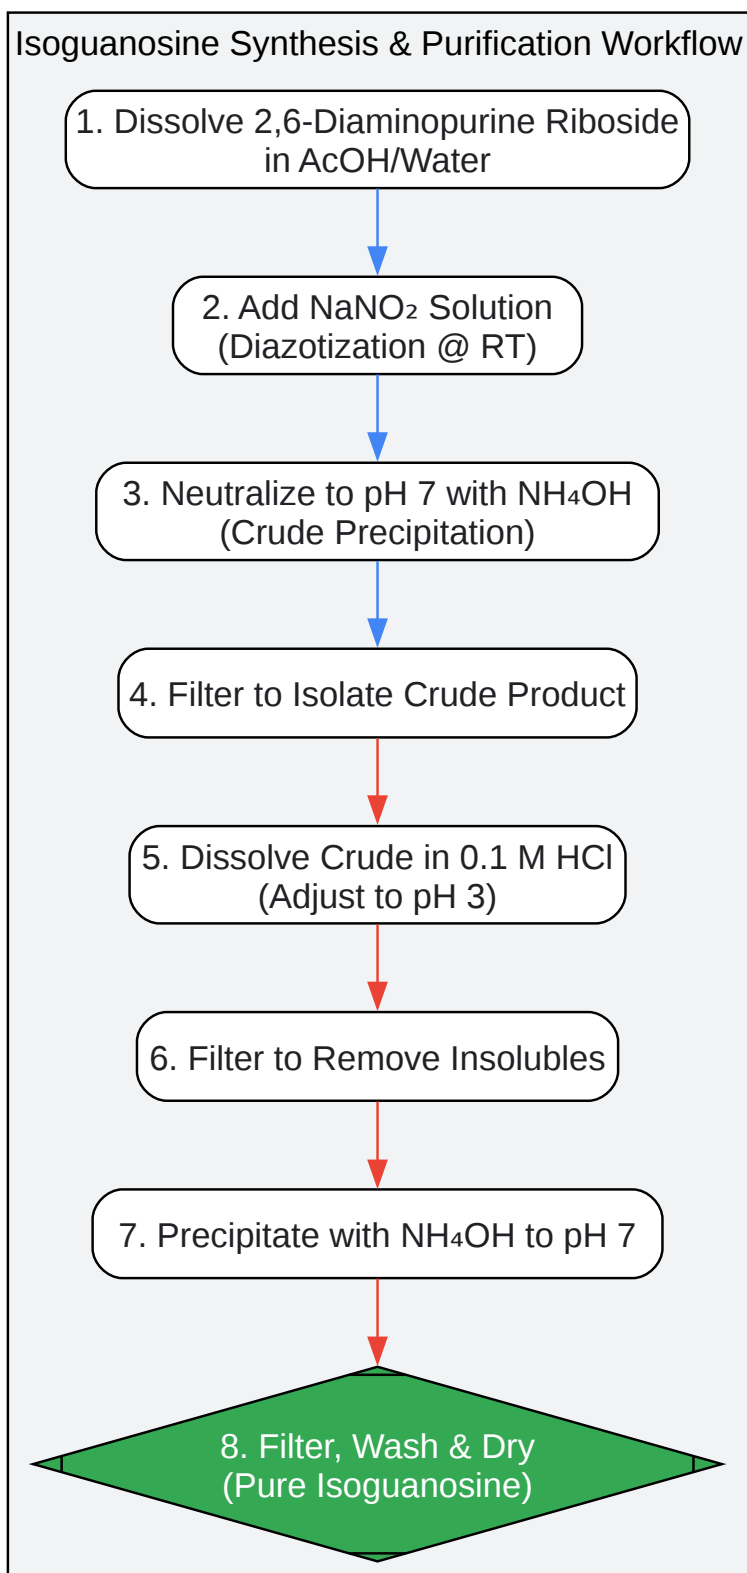 Isoguanosine Synthesis & Purification Workflow
1. Dissolve 2,6-Diaminopurine Riboside
in AcOH/Water
2. Add NaNO₂ Solution
(Diazotization @ RT)
3. Neutralize to pH 7 with NH₄OH
(Crude Precipitation)
4. Filter to Isolate Crude Product
5. Dissolve Crude in 0.1 M HCl
(Adjust to pH 3)
6. Filter to Remove Insolubles
7. Precipitate with NH₄OH to pH 7
8. Filter, Wash & Dry
(Pure Isoguanosine)